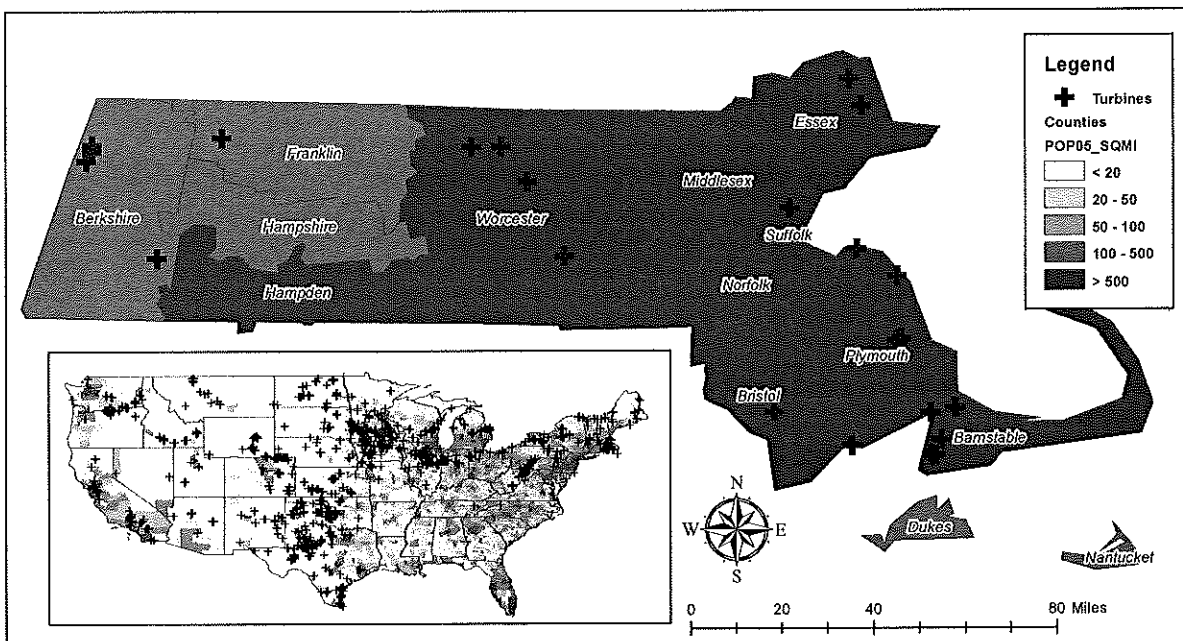 Legend
Turbines
Counties
POP05_SQMI
< 20
20 - 50
50 - 100
100 - 500
> 500
Essex
Franklin
Middlesex
Berkshire
Hampshire
Worcester
Suffolk
Hampden
Norfolk
Plymouth
Bristol
Barnstable
N
W E
S
Dukes
Nantucket
0 20 40 80 Miles